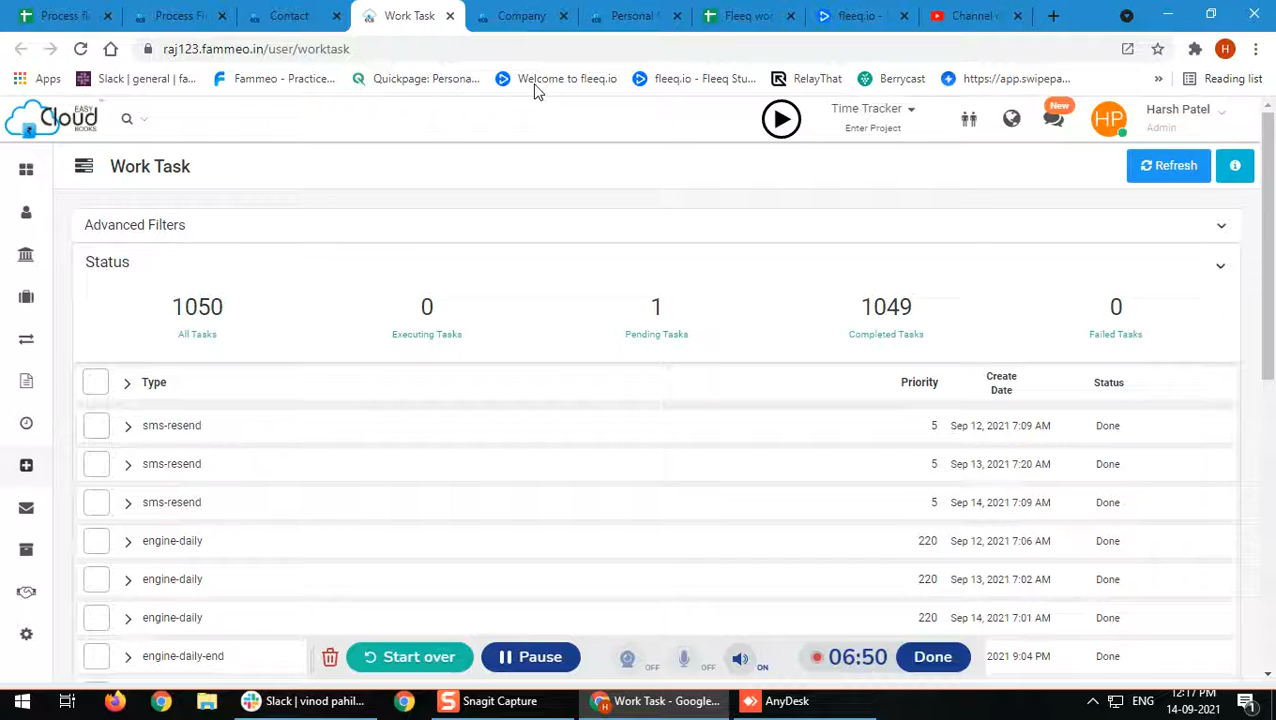 Process fl
Process Fl
Contact
Work Task
Company
Personal
Fleeq wo
fleeq.io -
Channel
raj123.fammeo.in/user/worktask
H
Apps
Slack | general | fa...
Fammeo - Practice...
Quickpage: Persona...
Welcome to fleeq.io
fleeq.io - Fleeq Stu...
RelayThat
Berrycast
https://app.swipepa...
»
Reading list
Cloud
EASY
BOOKS
Time Tracker
Enter Project
New
HP
Harsh Patel
Admin
Work Task
Refresh
Advanced Filters
Status
1050
0
1
1049
0
All Tasks
Executing Tasks
Pending Tasks
Completed Tasks
Failed Tasks
Type Priority Create Date Status
sms-resend 5 Sep 12, 2021 7:09 AM Done
sms-resend 5 Sep 13, 2021 7:20 AM Done
sms-resend 5 Sep 14, 2021 7:09 AM Done
engine-daily 220 Sep 12, 2021 7:06 AM Done
engine-daily 220 Sep 13, 2021 7:02 AM Done
engine-daily 220 Sep 14, 2021 7:01 AM Done
engine-daily-end 2021 9:04 PM Done
Start over
Pause
OFF
OFF
ON
06:50
Done
Slack | vinod pahil...
Snagit Capture
Work Task - Google...
AnyDesk
ENG
12:17 PM
14-09-2021
1